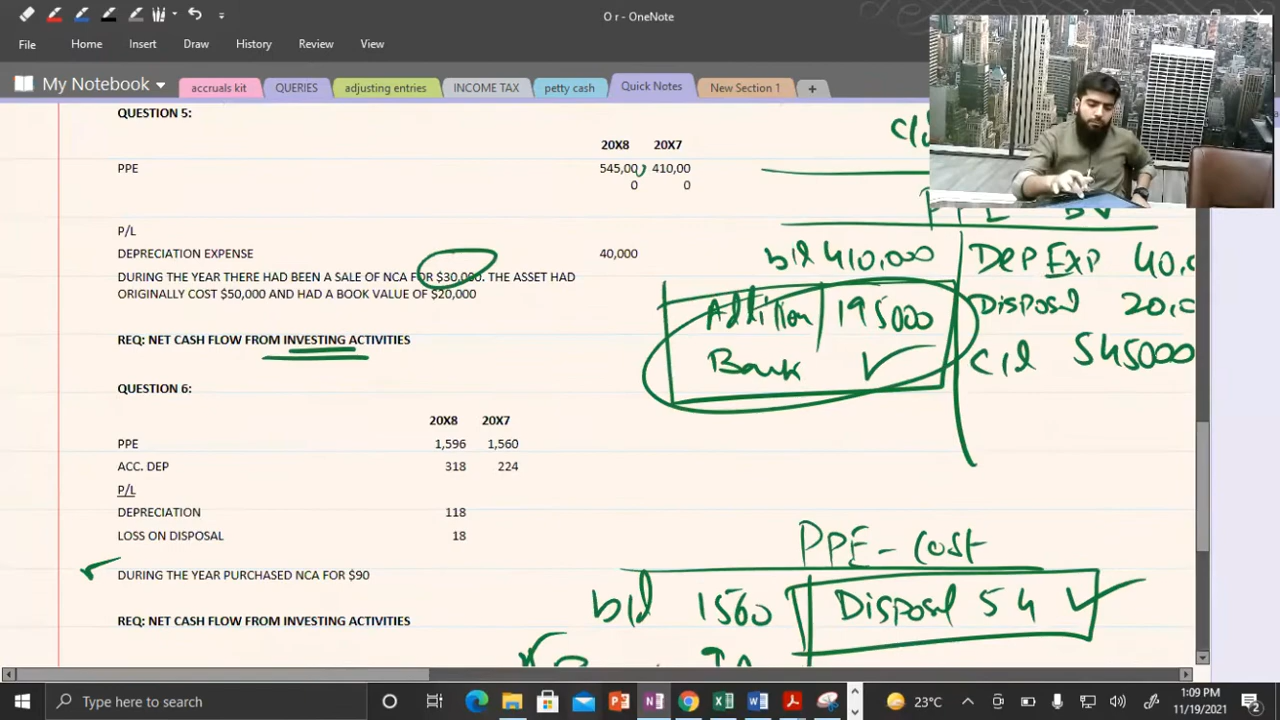 O r - OneNote
File Home Insert Draw History Review View
My Notebook accruals kit QUERIES adjusting entries INCOMETAX petty cash Quick Notes New Section 1 +
QUESTION 5:
20X8 20X7
PPE 545,00 410,00
0 0
P/L
DEPRECIATION EXPENSE 40,000
DURING THE YEAR THERE HAD BEEN A SALE OF NCA FOR $30,000. THE ASSET HAD
ORIGINALLY COST $50,000 AND HAD A BOOK VALUE OF $20,000
REQ: NET CASH FLOW FROM INVESTING ACTIVITIES
b/d 410,000 Dep Exp 40,0
Addition 195000 Disposal 20,0
Bank c/d 545000
QUESTION 6:
20X8 20X7
PPE 1,596 1,560
ACC. DEP 318 224
P/L
DEPRECIATION 118
LOSS ON DISPOSAL 18
DURING THE YEAR PURCHASED NCA FOR $90
REQ: NET CASH FLOW FROM INVESTING ACTIVITIES
PPE - Cost
b/d 1560 Disposal 54
Type here to search
23°C
1:09 PM
11/19/2021
2